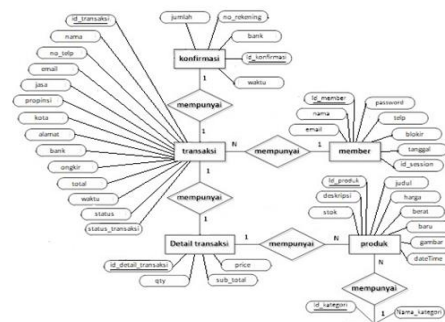 id_transaksi
nama
no_telp
email
jasa
propinsi
kota
alamat
bank
ongkir
total
waktu
status
status_transaksi
jumlah
no_rekening
bank
id_konfirmasi
waktu
konfirmasi
1
mempunyai
1
transaksi
N
mempunyai
1
member
id_member
nama
email
password
telp
blokir
tanggal
id_session
1
mempunyai
1
Detail transaksi
1
mempunyai
N
produk
id_detail_transaksi
qty
sub_total
price
id_produk
deskripsi
stok
judul
harga
berat
baru
gambar
dateTime
N
mempunyai
1
id_kategori
Nama_kategori